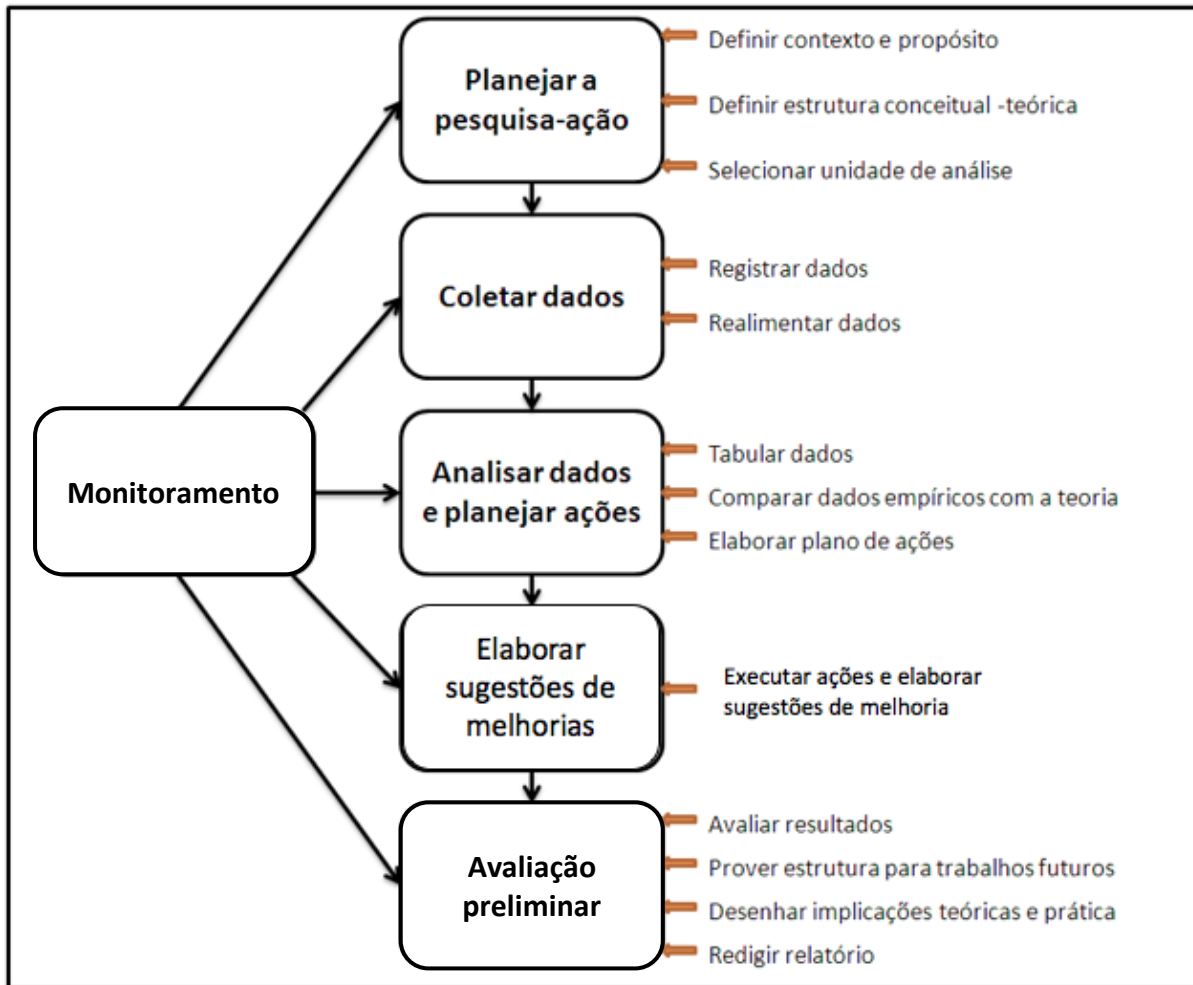 Planejar a
pesquisa-ação
Definir contexto e propósito
Definir estrutura conceitual -teórica
Selecionar unidade de análise
Coletar dados
Registrar dados
Realimentar dados
Monitoramento
Analisar dados
e planejar ações
Tabular dados
Comparar dados empíricos com a teoria
Elaborar plano de ações
Elaborar
sugestões de
melhorias
Executar ações e elaborar
sugestões de melhoria
Avaliação
preliminar
Avaliar resultados
Prover estrutura para trabalhos futuros
Desenhar implicações teóricas e prática
Redigir relatório